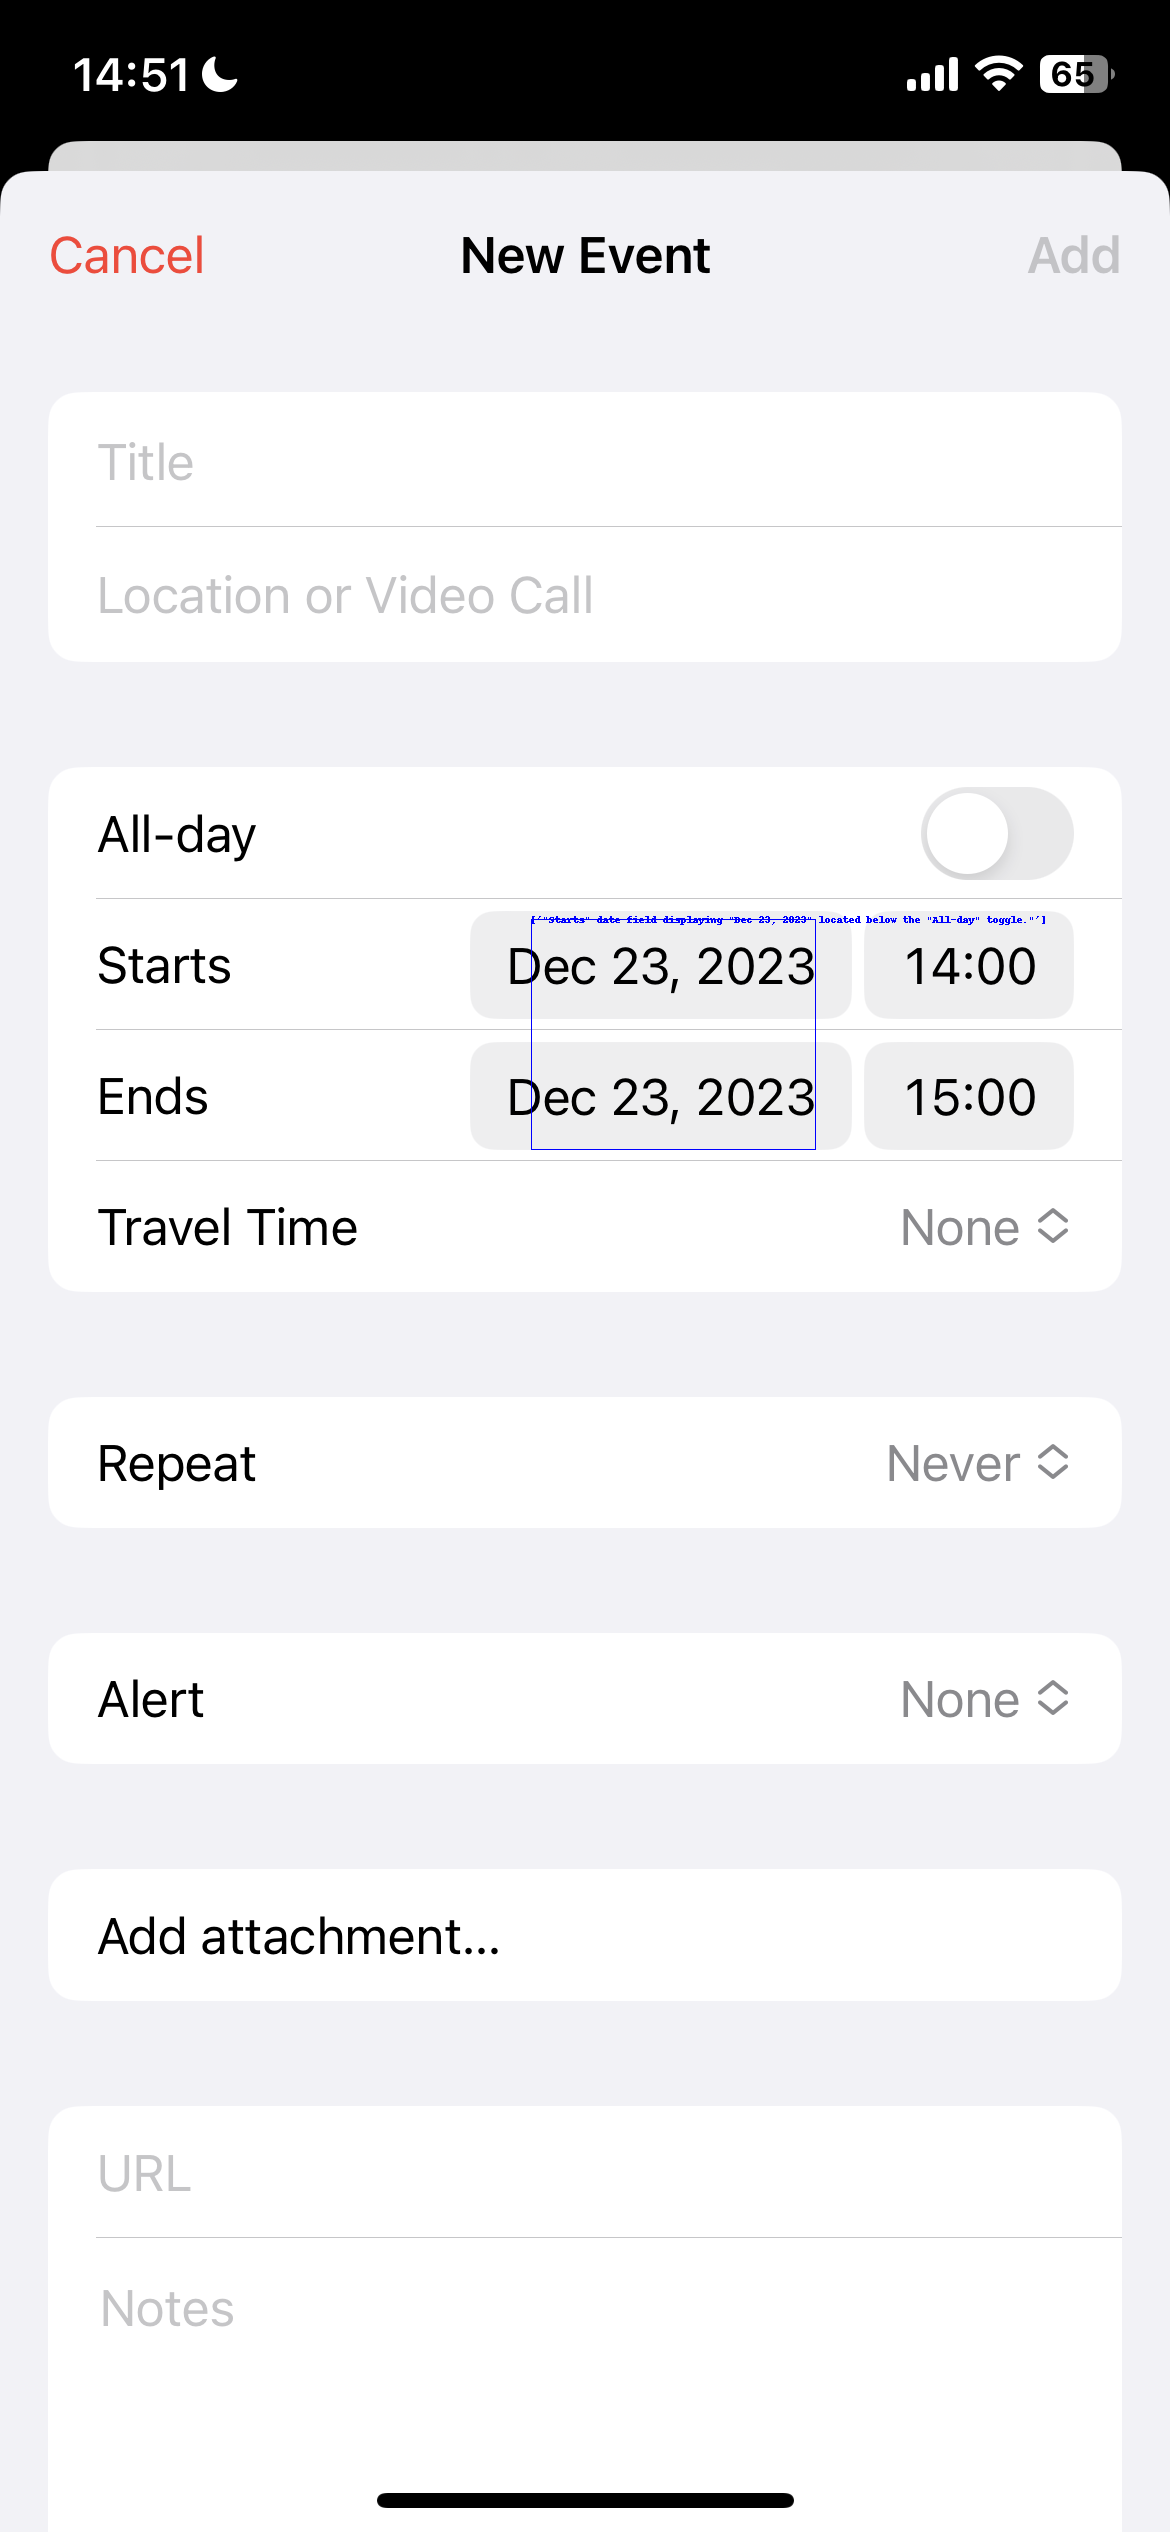 14:51 65
Cancel New Event Add
Title
Location or Video Call
All-day
['"Starts" date field displaying "Dec 23, 2023" located below the "All-day" toggle."']
Starts Dec 23, 2023 14:00
Ends Dec 23, 2023 15:00
Travel Time None
Repeat Never
Alert None
Add attachment...
URL
Notes